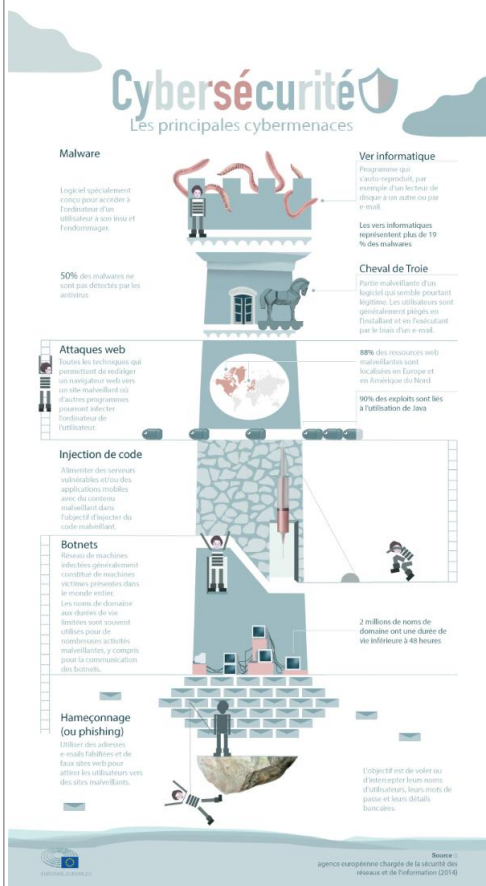 Cybersécurité
Les principales cybermenaces
Malware
Logiciel spécialement
conçu pour accéder à
l'ordinateur d'un
utilisateur à son insu et
l'endommager.
Ver informatique
Programme qui
s'auto-reproduit, par
exemple d'un lecteur de
disque à un autre ou par
e-mail.
Les vers informatiques
représentent plus de 19
% des malwares
50% des malwares ne
sont pas détectés par les
antivirus
Cheval de Troie
Partie malveillante d'un
logiciel qui semble pourtant
légitime. Les utilisateurs sont
généralement piégés en
l'installant et en l'exécutant
par le biais d'un e-mail.
Attaques web
Toutes les techniques qui
permettent de rediriger
un navigateur web vers
un site malveillant où
d'autres programmes
pourront infecter
l'ordinateur de
l'utilisateur.
88% des ressources web
malveillantes sont
localisées en Europe et
en Amérique du Nord
90% des exploits sont liés
à l'utilisation de Java
Injection de code
Alimenter des serveurs
vulnérables et/ou des
applications mobiles
avec du contenu
malveillant dans
l'objectif d'injecter du
code malveillant.
Botnets
Réseau de machines
infectées généralement
constitué de machines
victimes présentes dans
le monde entier.
Les noms de domaine
aux durées de vie
limitées sont souvent
utilisés pour de
nombreuses activités
malveillantes, y compris
pour la communication
des botnets.
2 millions de noms de
domaine ont une durée de
vie inférieure à 48 heures
Hameçonnage
(ou phishing)
Utiliser des adresses
e-mails falsifiées et de
faux sites web pour
attirer les utilisateurs vers
des sites malveillants.
L'objectif est de voler ou
d'intercepter leurs noms
d'utilisateurs, leurs mots de
passe et leurs détails
bancaires.
Source :
agence européenne chargée de la sécurité des
réseaux et de l'information (2014)